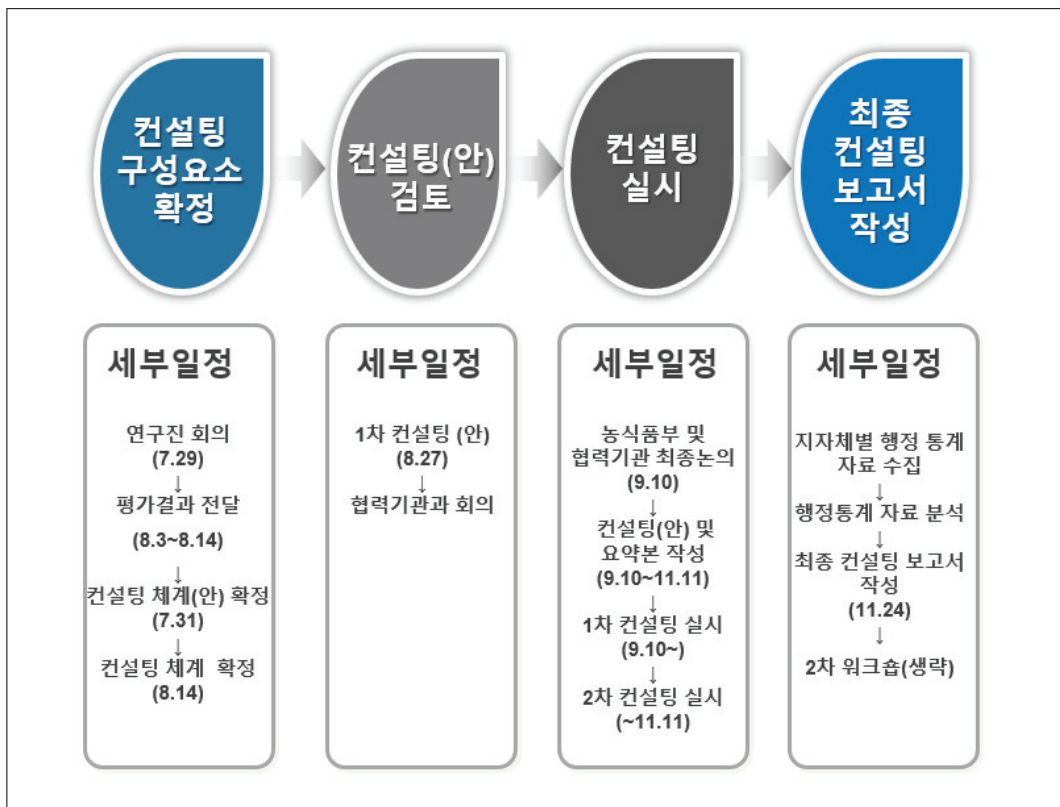 컨설팅
구성요소
확정
컨설팅(안)
검토
컨설팅
실시
최종
컨설팅
보고서
작성
세부일정
연구진 회의
(7.29)
↓
평가결과 전달
(8.3~8.14)
↓
컨설팅 체계(안) 확정
(7.31)
↓
컨설팅 체계 확정
(8.14)
세부일정
1차 컨설팅 (안)
(8.27)
↓
협력기관과 회의
세부일정
농식품부 및
협력기관 최종논의
(9.10)
↓
컨설팅(안) 및
요약본 작성
(9.10~11.11)
↓
1차 컨설팅 실시
(9.10~)
↓
2차 컨설팅 실시
(~11.11)
세부일정
지자체별 행정 통계
자료 수집
↓
행정통계 자료 분석
↓
최종 컨설팅 보고서
작성
(11.24)
↓
2차 워크숍(생략)